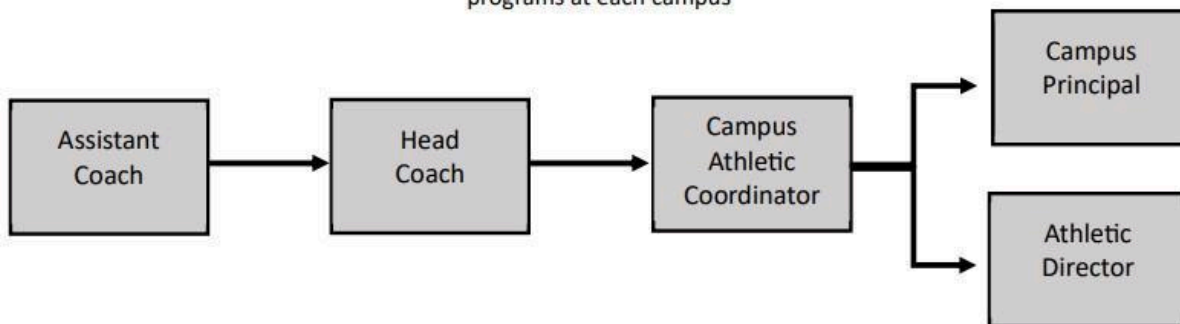 programs at each campus
Assistant
Coach
Head
Coach
Campus
Athletic
Coordinator
Campus
Principal
Athletic
Director